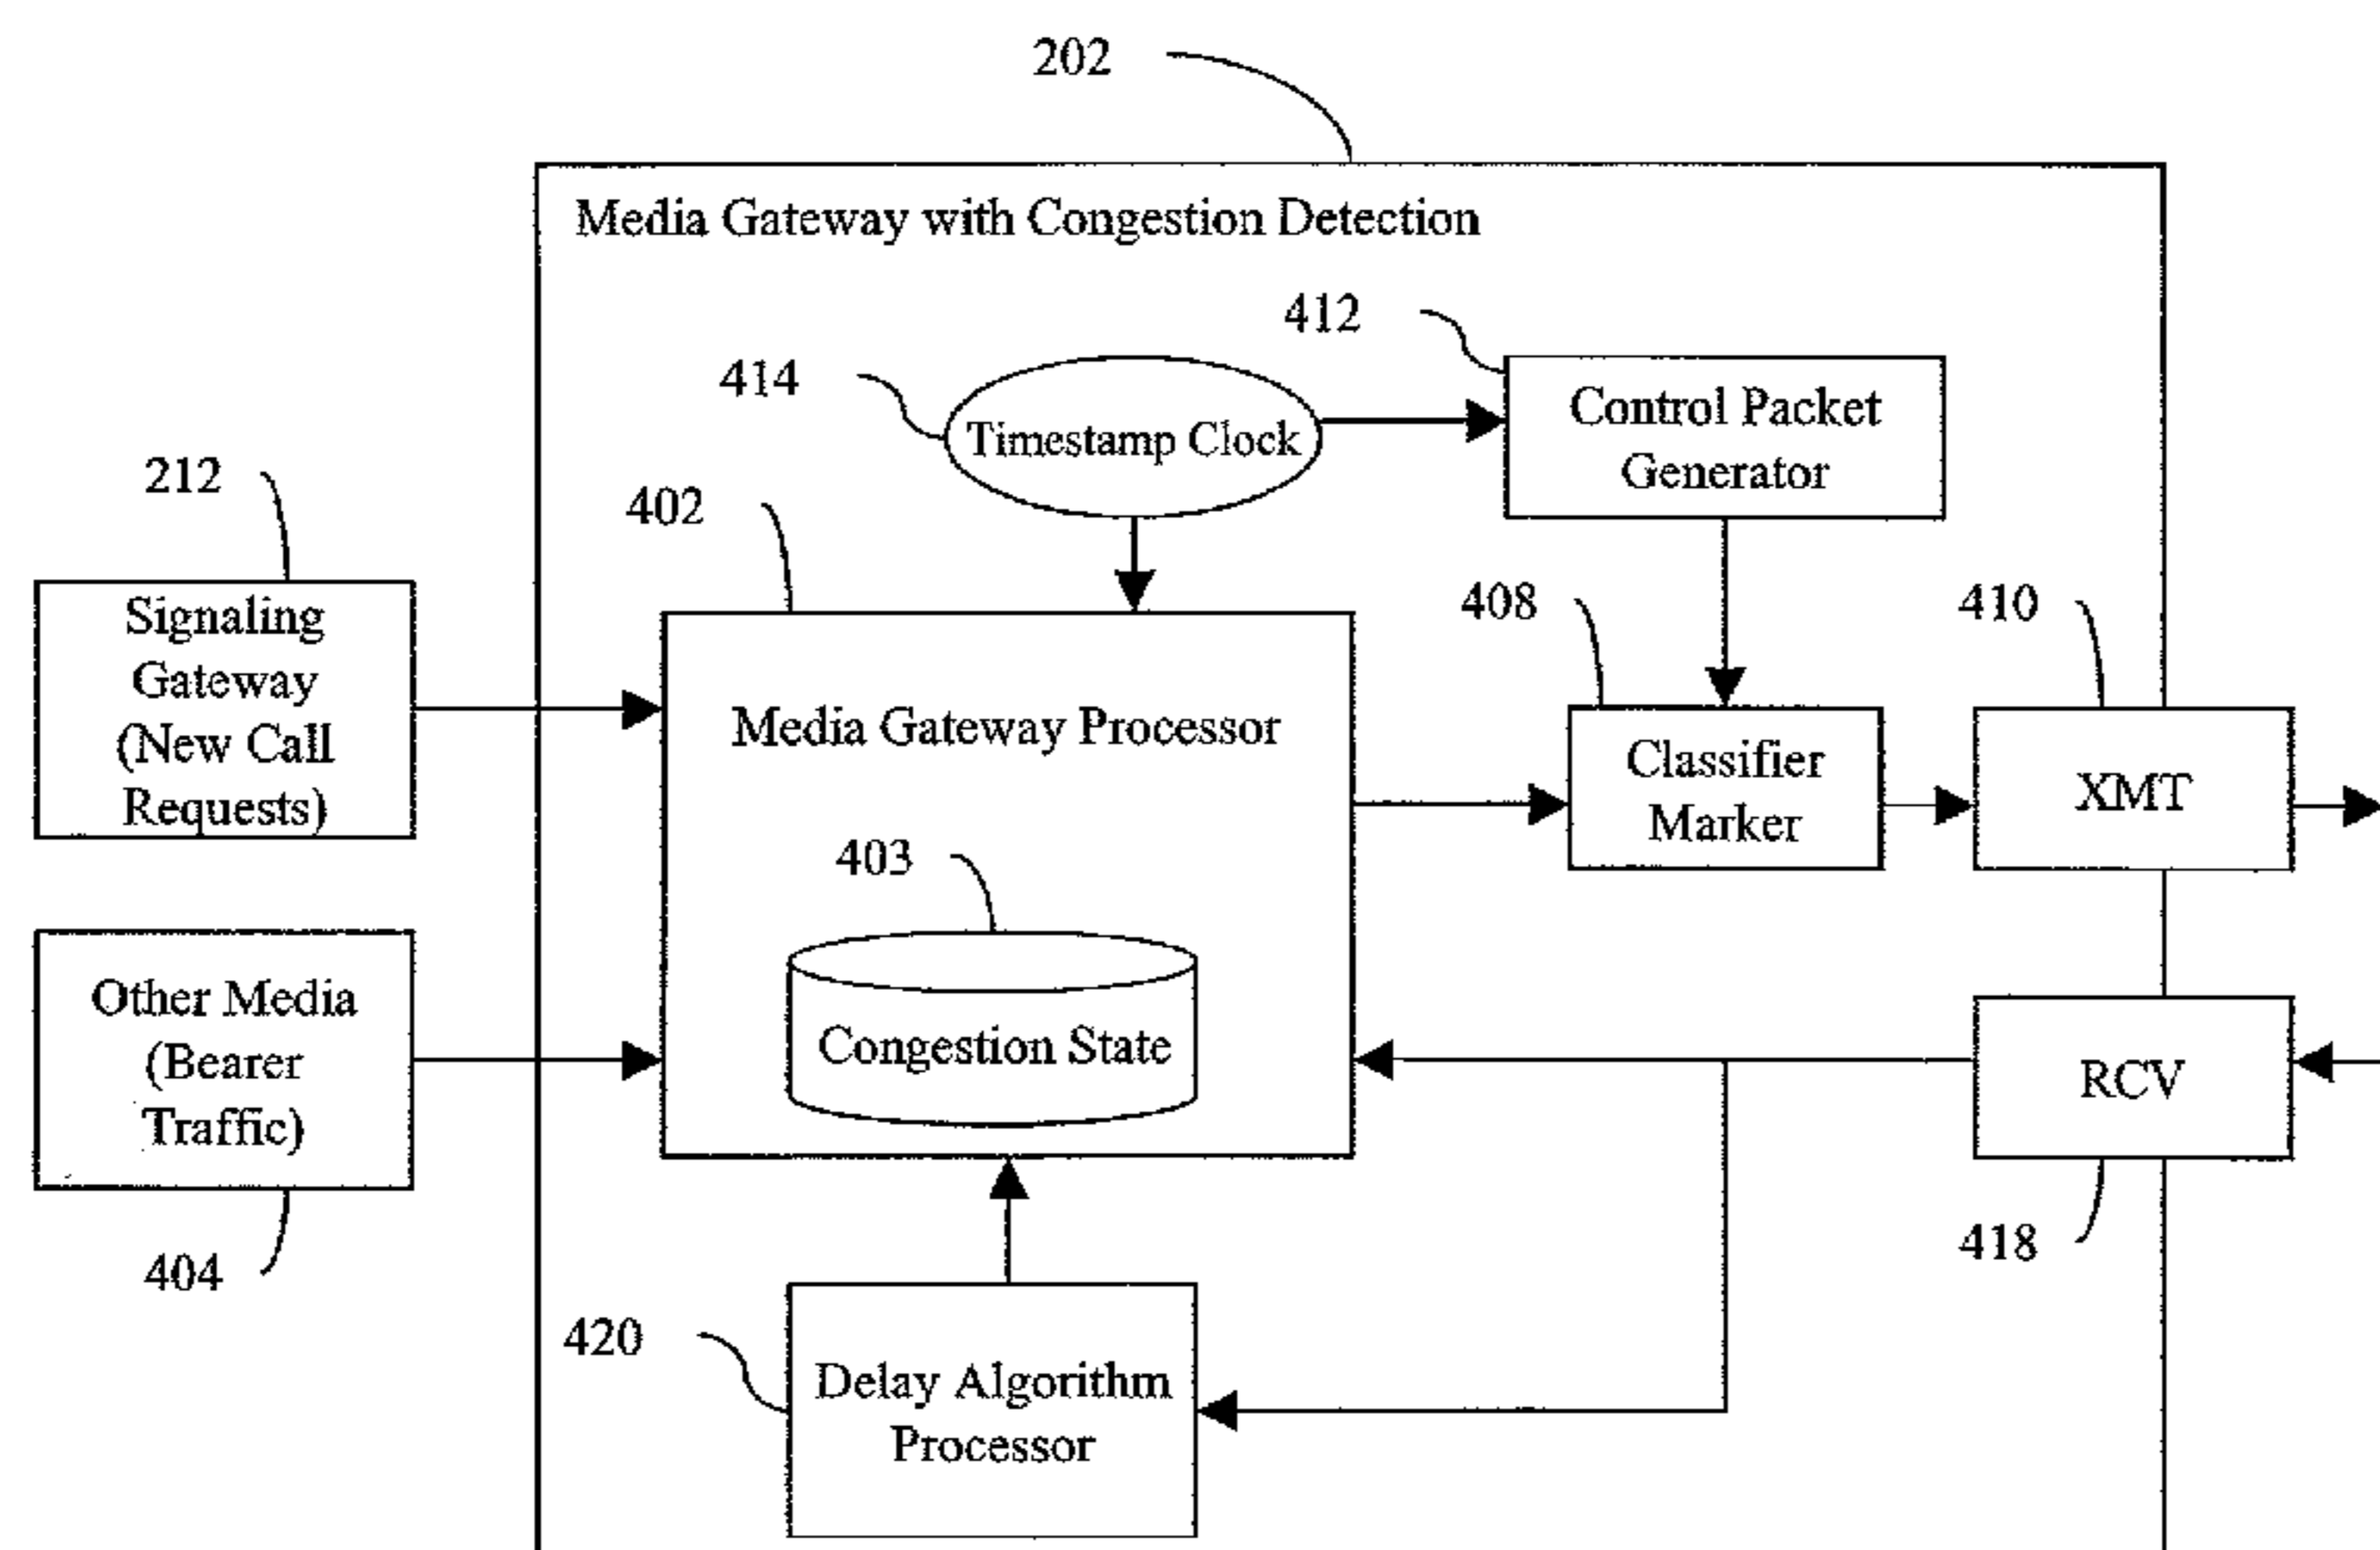 202
Media Gateway with Congestion Detection
412
414
Timestamp Clock
Control Packet
Generator
212
402
Signaling
Gateway
(New Call
Requests)
408
410
Media Gateway Processor
Classifier
Marker
XMT
403
Other Media
(Bearer
Traffic)
Congestion State
RCV
404
418
420
Delay Algorithm
Processor